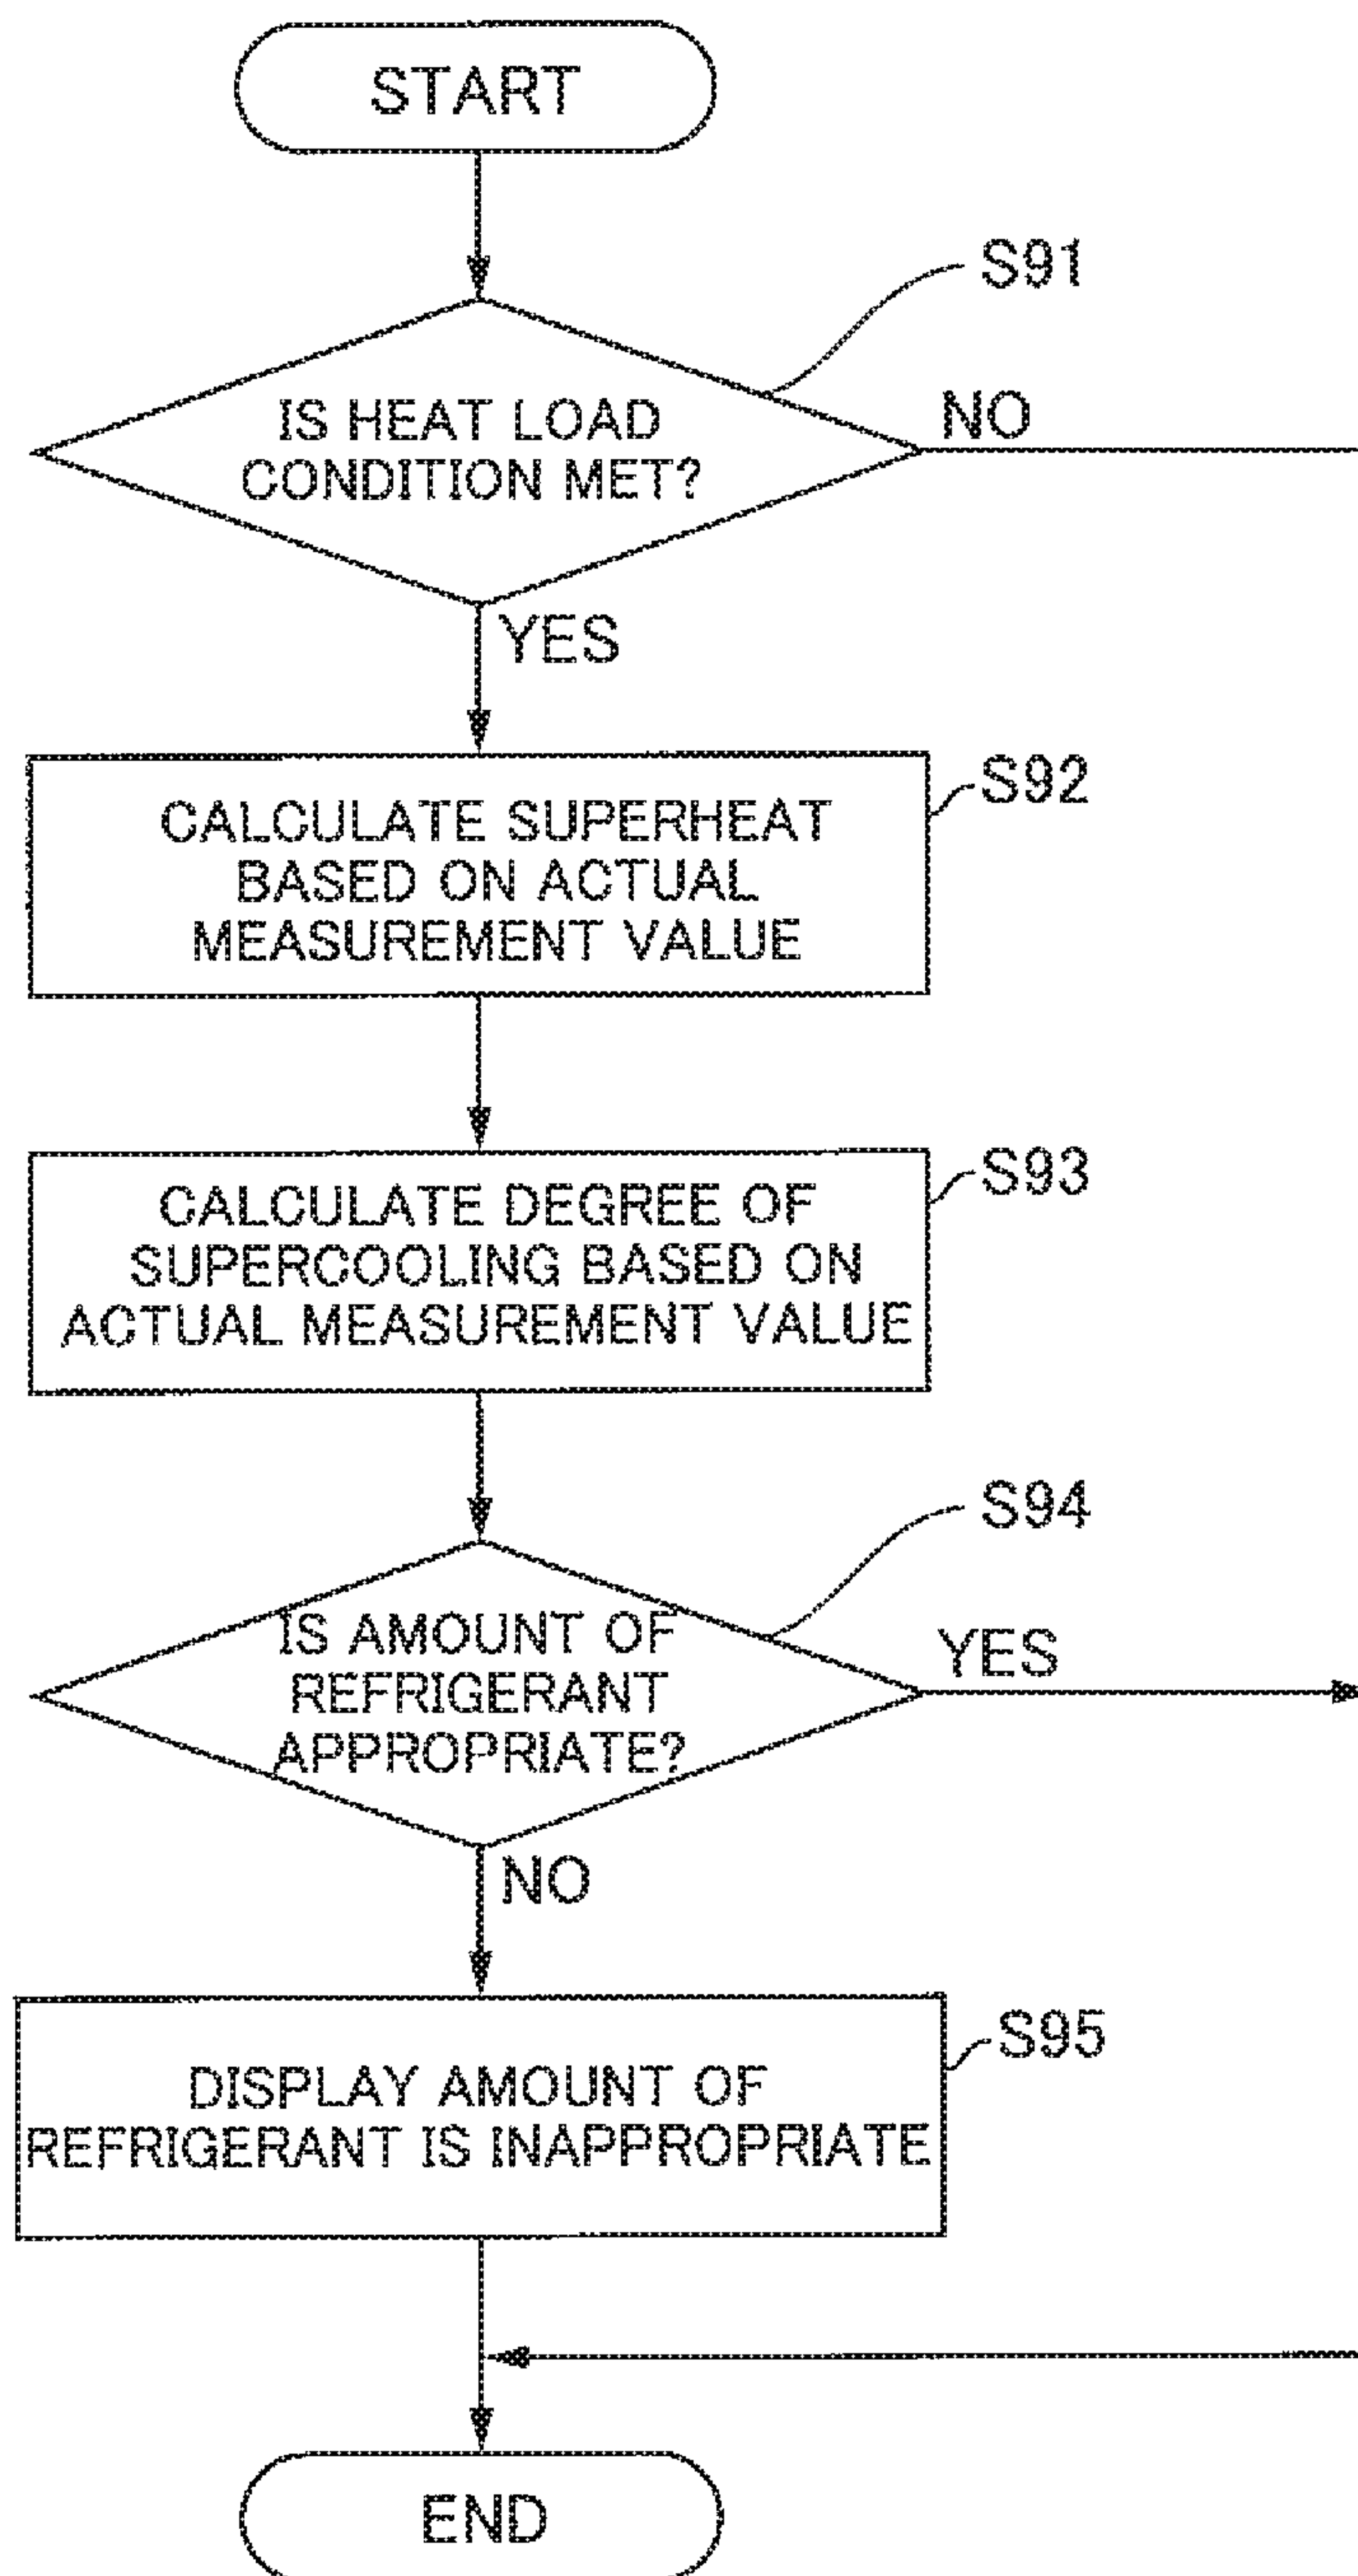 START
S91
IS HEAT LOAD
CONDITION MET?
NO
YES
S92
CALCULATE SUPERHEAT
BASED ON ACTUAL
MEASUREMENT VALUE
S93
CALCULATE DEGREE OF
SUPERCOOLING BASED ON
ACTUAL MEASUREMENT VALUE
S94
IS AMOUNT OF
REFRIGERANT
APPROPRIATE?
YES
NO
S95
DISPLAY AMOUNT OF
REFRIGERANT IS INAPPROPRIATE
END